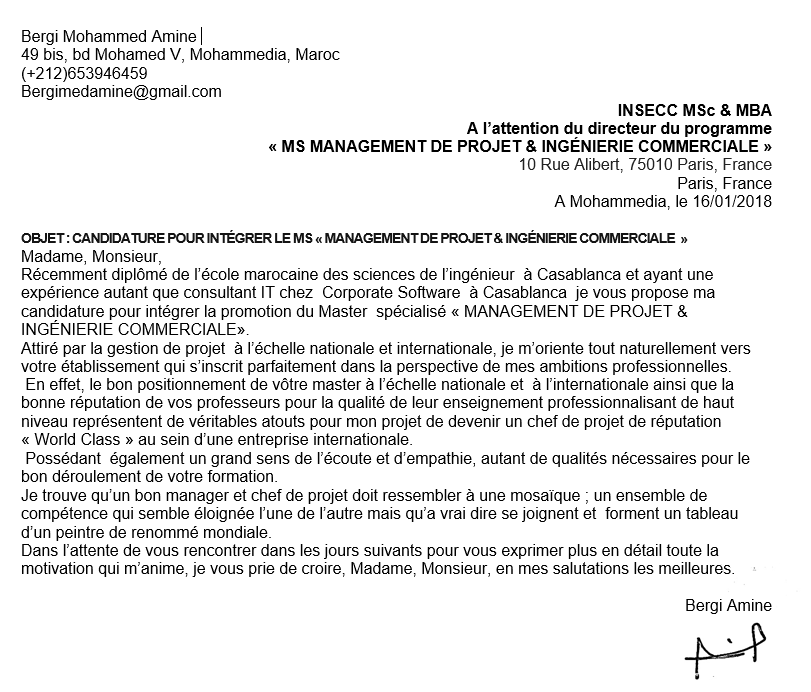 Bergi Mohammed Amine
49 bis, bd Mohamed V, Mohammedia, Maroc
(+212)653946459
Bergimedamine@gmail.com
INSECC MSc & MBA
A l’attention du directeur du programme
« MS MANAGEMENT DE PROJET & INGÉNIERIE COMMERCIALE »
10 Rue Alibert, 75010 Paris, France
Paris, France
A Mohammedia, le 16/01/2018
OBJET : CANDIDATURE POUR INTÉGRER LE MS « MANAGEMENT DE PROJET & INGÉNIERIE COMMERCIALE »
Madame, Monsieur,
Récemment diplômé de l’école marocaine des sciences de l’ingénieur à Casablanca et ayant une
expérience autant que consultant IT chez Corporate Software à Casablanca je vous propose ma
candidature pour intégrer la promotion du Master spécialisé « MANAGEMENT DE PROJET &
INGÉNIERIE COMMERCIALE».
Attiré par la gestion de projet à l’échelle nationale et internationale, je m’oriente tout naturellement vers
votre établissement qui s’inscrit parfaitement dans la perspective de mes ambitions professionnelles.
En effet, le bon positionnement de vôtre master à l’échelle nationale et à l’internationale ainsi que la
bonne réputation de vos professeurs pour la qualité de leur enseignement professionnalisant de haut
niveau représentent de véritables atouts pour mon projet de devenir un chef de projet de réputation
« World Class » au sein d’une entreprise internationale.
Possédant également un grand sens de l’écoute et d’empathie, autant de qualités nécessaires pour le
bon déroulement de votre formation.
Je trouve qu’un bon manager et chef de projet doit ressembler à une mosaïque ; un ensemble de
compétence qui semble éloignée l’une de l’autre mais qu’a vrai dire se joignent et forment un tableau
d’un peintre de renommé mondiale.
Dans l’attente de vous rencontrer dans les jours suivants pour vous exprimer plus en détail toute la
motivation qui m’anime, je vous prie de croire, Madame, Monsieur, en mes salutations les meilleures.
Bergi Amine